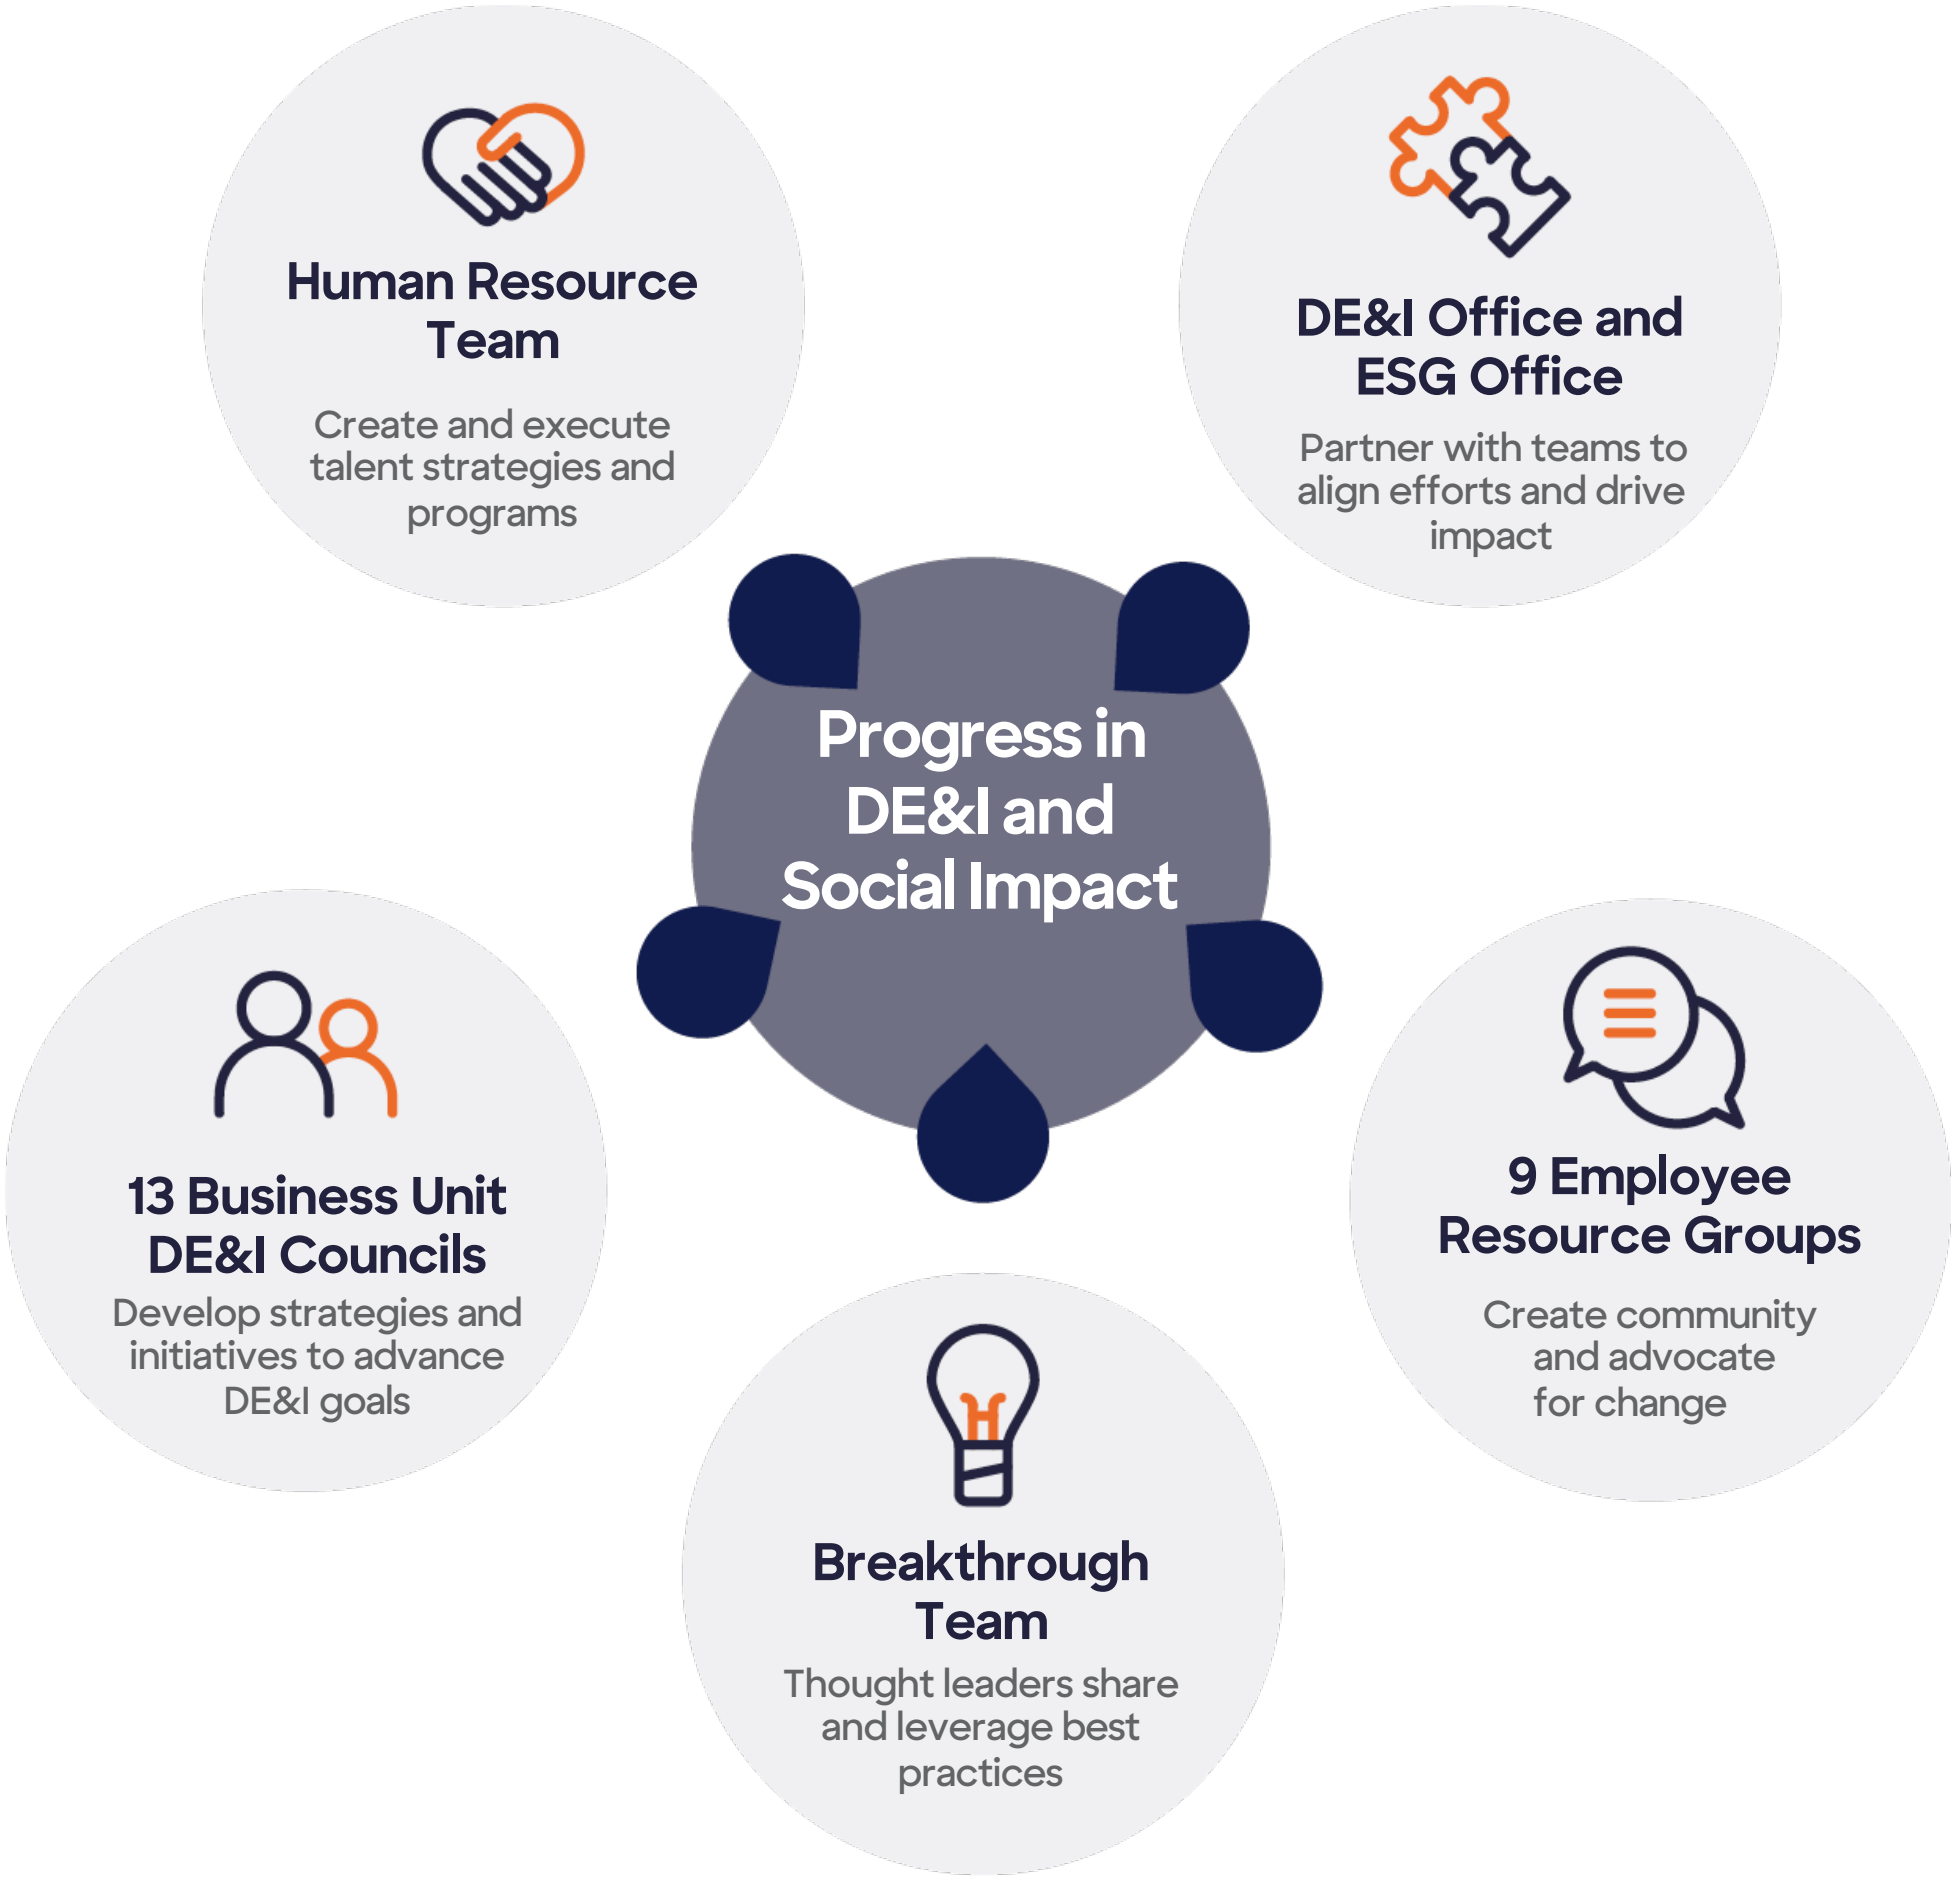 Human Resource
Team
Create and execute
talent strategies and
programs
DE&I Office and
ESG Office
Partner with teams to
align efforts and drive
impact
Progress in
DE&I and
Social Impact
13 Business Unit
DE&I Councils
Develop strategies and
initiatives to advance
DE&I goals
9 Employee
Resource Groups
Create community
and advocate
for change
Breakthrough
Team
Thought leaders share
and leverage best
practices